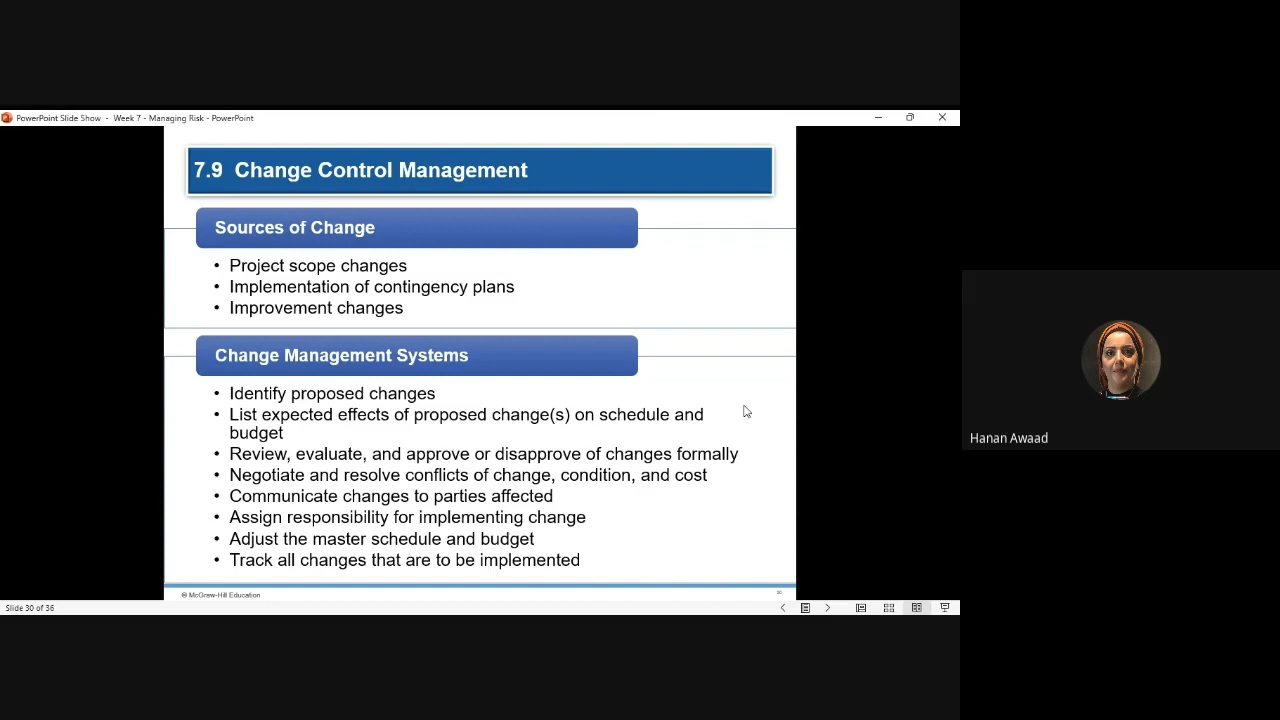 PowerPoint Slide Show - Week 7 - Managing Risk - PowerPoint
7.9 Change Control Management
Sources of Change
• Project scope changes
• Implementation of contingency plans
• Improvement changes
Change Management Systems
• Identify proposed changes
• List expected effects of proposed change(s) on schedule and
budget
• Review, evaluate, and approve or disapprove of changes formally
• Negotiate and resolve conflicts of change, condition, and cost
• Communicate changes to parties affected
• Assign responsibility for implementing change
• Adjust the master schedule and budget
• Track all changes that are to be implemented
© McGraw-Hill Education
Slide 30 of 36
Hanan Awaad